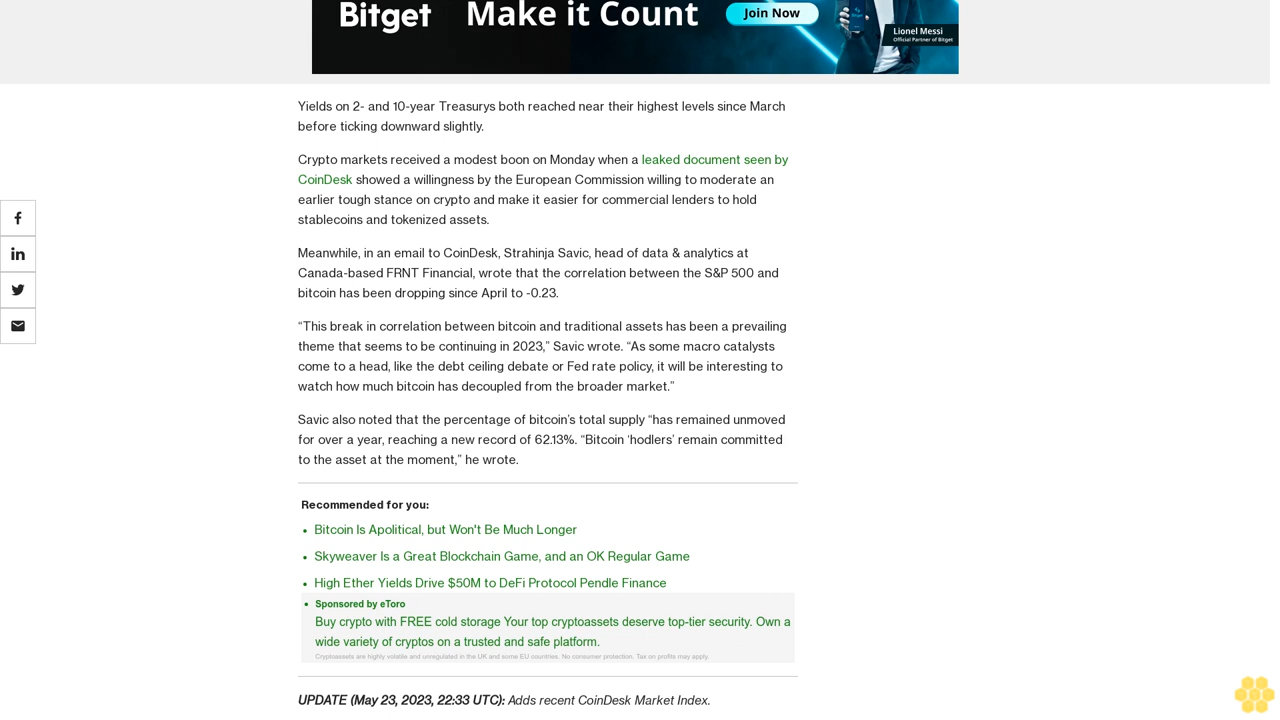 Bitget Make it Count Join Now
Lionel Messi
Official Partner of Bitget
Yields on 2- and 10-year Treasurys both reached near their highest levels since March
before ticking downward slightly.
Crypto markets received a modest boon on Monday when a leaked document seen by
CoinDesk showed a willingness by the European Commission willing to moderate an
earlier tough stance on crypto and make it easier for commercial lenders to hold
stablecoins and tokenized assets.
Meanwhile, in an email to CoinDesk, Strahinja Savic, head of data & analytics at
Canada-based FRNT Financial, wrote that the correlation between the S&P 500 and
bitcoin has been dropping since April to -0.23.
“This break in correlation between bitcoin and traditional assets has been a prevailing
theme that seems to be continuing in 2023,” Savic wrote. “As some macro catalysts
come to a head, like the debt ceiling debate or Fed rate policy, it will be interesting to
watch how much bitcoin has decoupled from the broader market.”
Savic also noted that the percentage of bitcoin’s total supply “has remained unmoved
for over a year, reaching a new record of 62.13%. “Bitcoin ‘hodlers’ remain committed
to the asset at the moment,” he wrote.
Recommended for you:
• Bitcoin Is Apolitical, but Won't Be Much Longer
• Skyweaver Is a Great Blockchain Game, and an OK Regular Game
• High Ether Yields Drive $50M to DeFi Protocol Pendle Finance
• Sponsored by eToro
Buy crypto with FREE cold storage Your top cryptoassets deserve top-tier security. Own a
wide variety of cryptos on a trusted and safe platform.
Cryptoassets are highly volatile and unregulated in the UK and some EU countries. No consumer protection. Tax on profits may apply.
UPDATE (May 23, 2023, 22:33 UTC): Adds recent CoinDesk Market Index.